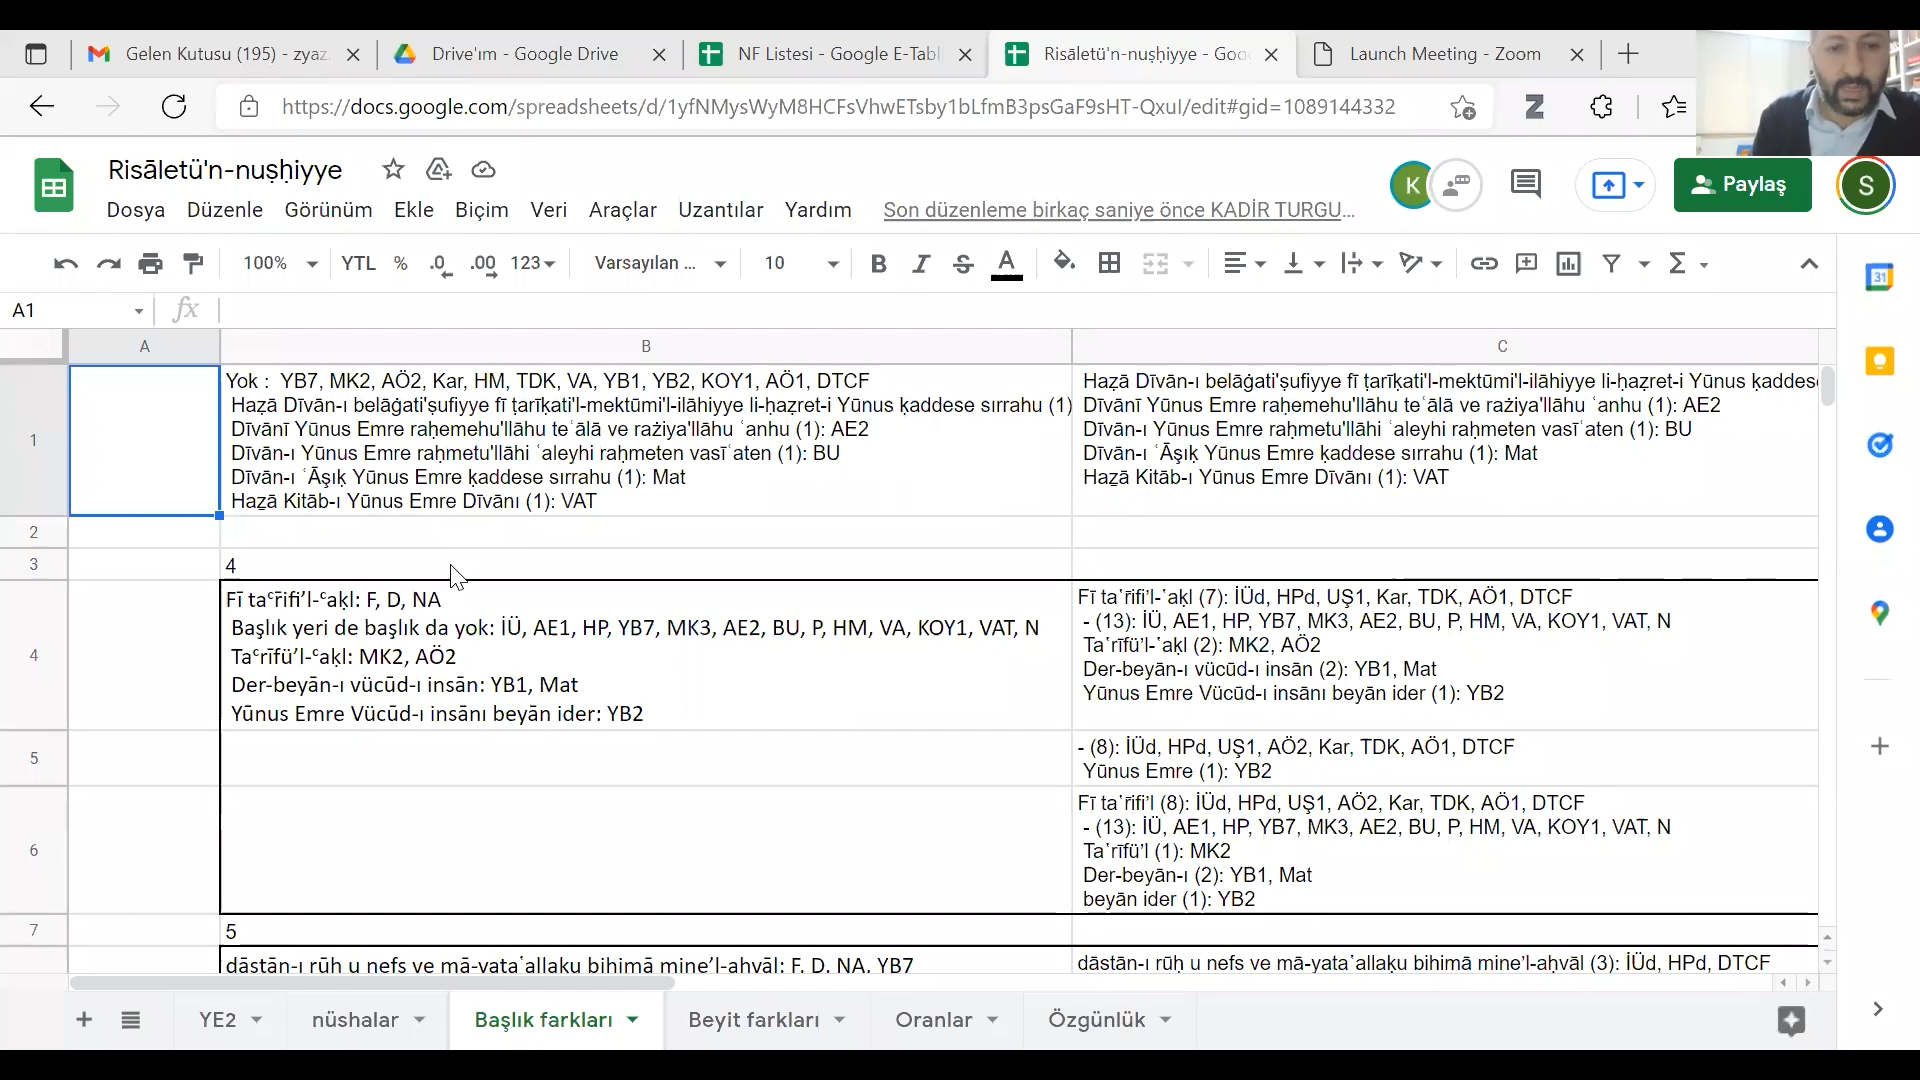 Gelen Kutusu (195) - zyaz
Drive'ım - Google Drive
NF Listesi - Google E-Tabl
Risāletü'n-nuṣḥiyye - Goo
Launch Meeting - Zoom
https://docs.google.com/spreadsheets/d/1yfNMysWyM8HCFsVhwETsby1bLfmB3psGaF9sHT-QxuI/edit#gid=1089144332
Risāletü'n-nuṣḥiyye
K
Paylaş
S
Dosya Düzenle Görünüm Ekle Biçim Veri Araçlar Uzantılar Yardım Son düzenleme birkaç saniye önce KADİR TURGU…
100% YTL % .0 .00 123 Varsayılan ... 10 B I S A
31
A1 fx
A B C
1
Yok : YB7, MK2, AÖ2, Kar, HM, TDK, VA, YB1, YB2, KOY1, AÖ1, DTCF
Haẕā Dīvān-ı belāġati'ṣufiyye fī ṭarīḳati'l-mektūmi'l-ilāhiyye li-ḥaẓret-i Yūnus ḳaddese sırrahu (1)
Dīvānī Yūnus Emre raḥemehu'llāhu teʿālā ve rażiya'llāhu ʿanhu (1): AE2
Dīvān-ı Yūnus Emre raḥmetu'llāhi ʿaleyhi raḥmeten vasīʿaten (1): BU
Dīvān-ı ʿĀşıḳ Yūnus Emre ḳaddese sırrahu (1): Mat
Haẕā Kitāb-ı Yūnus Emre Dīvānı (1): VAT
Haẕā Dīvān-ı belāġati'ṣufiyye fī ṭarīḳati'l-mektūmi'l-ilāhiyye li-ḥaẓret-i Yūnus ḳaddes
Dīvānī Yūnus Emre raḥemehu'llāhu teʿālā ve rażiya'llāhu ʿanhu (1): AE2
Dīvān-ı Yūnus Emre raḥmetu'llāhi ʿaleyhi raḥmeten vasīʿaten (1): BU
Dīvān-ı ʿĀşıḳ Yūnus Emre ḳaddese sırrahu (1): Mat
Haẕā Kitāb-ı Yūnus Emre Dīvānı (1): VAT
2
3
4
4
Fī taʿrīfi’l-ʿaḳl: F, D, NA
Başlık yeri de başlık da yok: İÜ, AE1, HP, YB7, MK3, AE2, BU, P, HM, VA, KOY1, VAT, N
Taʿrīfü’l-ʿaḳl: MK2, AÖ2
Der-beyān-ı vücūd-ı insān: YB1, Mat
Yūnus Emre Vücūd-ı insānı beyān ider: YB2
Fī taʿrīfi’l-ʿaḳl (7): İÜd, HPd, UŞ1, Kar, TDK, AÖ1, DTCF
- (13): İÜ, AE1, HP, YB7, MK3, AE2, BU, P, HM, VA, KOY1, VAT, N
Taʿrīfü’l-ʿaḳl (2): MK2, AÖ2
Der-beyān-ı vücūd-ı insān (2): YB1, Mat
Yūnus Emre Vücūd-ı insānı beyān ider (1): YB2
5
- (8): İÜd, HPd, UŞ1, AÖ2, Kar, TDK, AÖ1, DTCF
Yūnus Emre (1): YB2
6
Fī taʿrīfi’l (8): İÜd, HPd, UŞ1, AÖ2, Kar, TDK, AÖ1, DTCF
- (13): İÜ, AE1, HP, YB7, MK3, AE2, BU, P, HM, VA, KOY1, VAT, N
Taʿrīfü’l (1): MK2
Der-beyān-ı (2): YB1, Mat
beyān ider (1): YB2
7
5
dāstān-ı rūḥ u nefs ve mā-yataʿallaḳu bihimā mine’l-aḥvāl: F, D, NA, YB7
dāstān-ı rūḥ u nefs ve mā-yataʿallaḳu bihimā mine’l-aḥvāl (3): İÜd, HPd, DTCF
YE2 nüshalar Başlık farkları Beyit farkları Oranlar Özgünlük